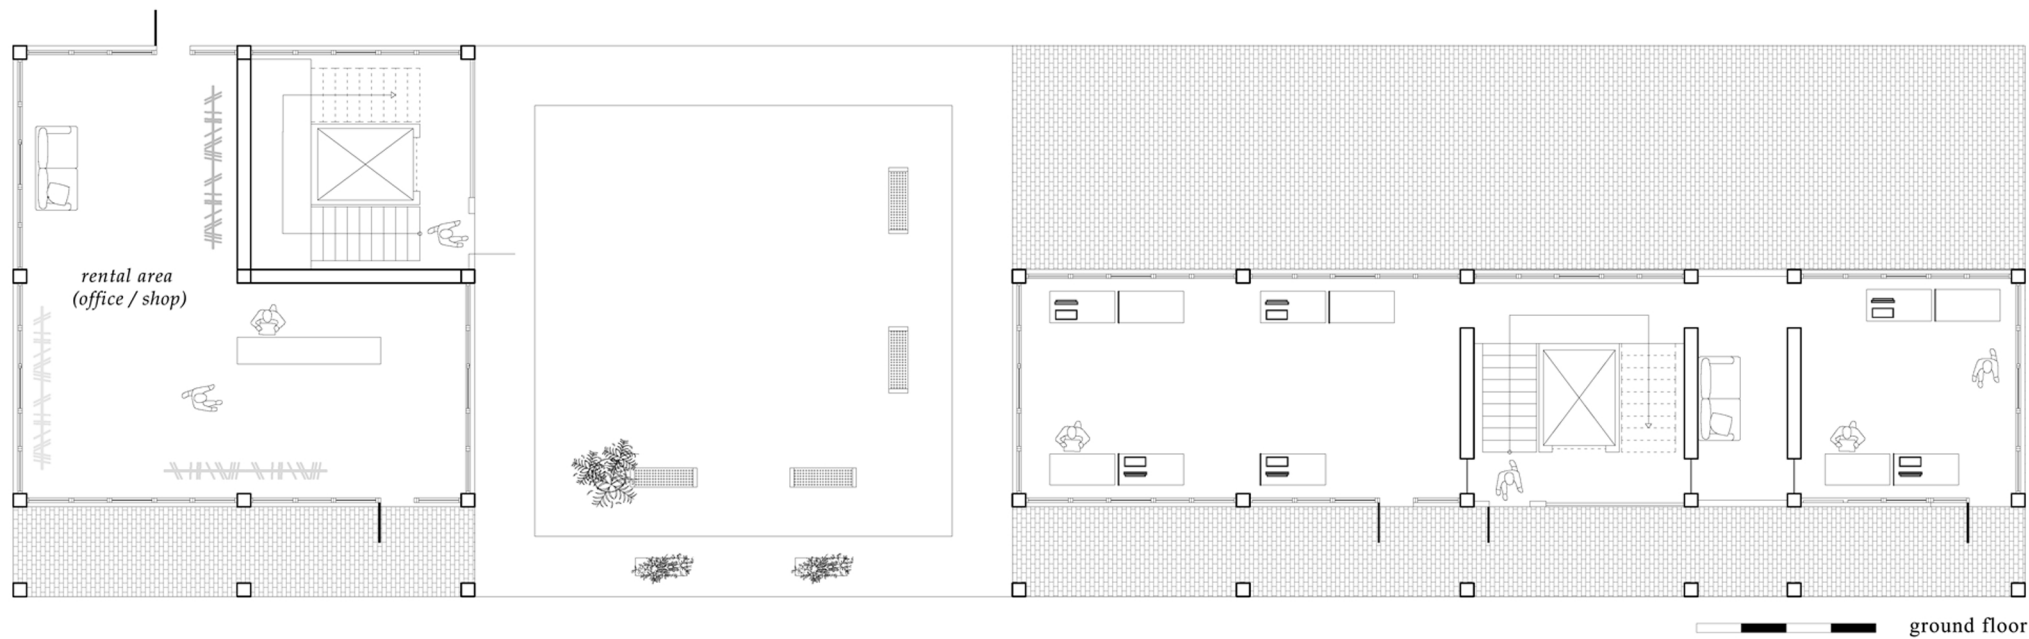 rental area
(office / shop)
ground floor